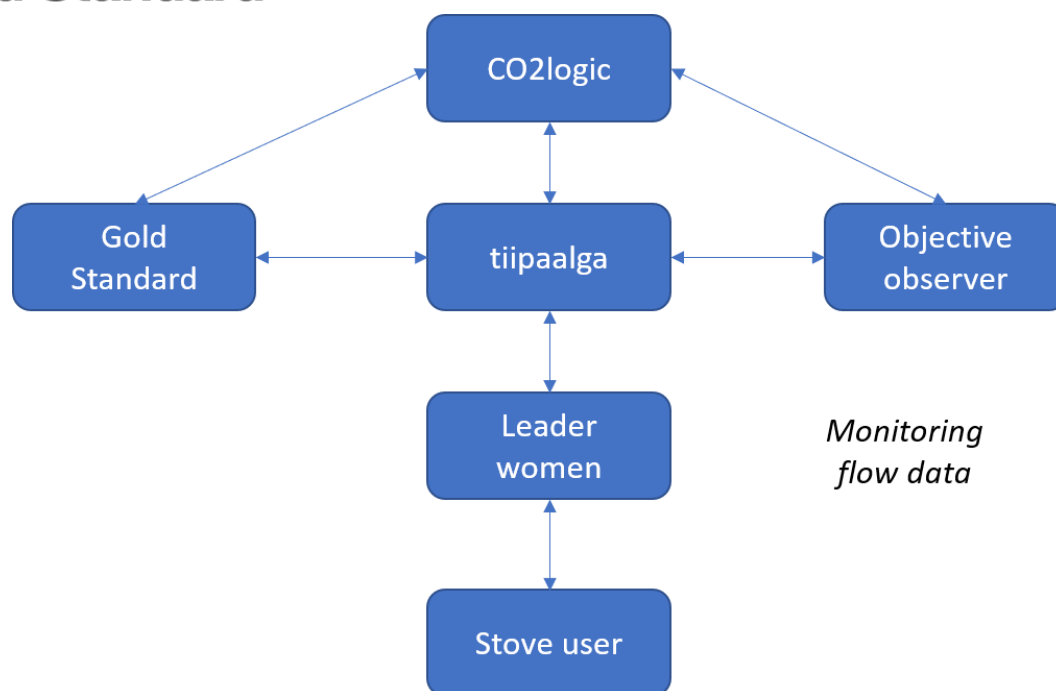 CO2logic
Gold
Standard
tiipaalga
Objective
observer
Leader
women
Monitoring
flow data
Stove user